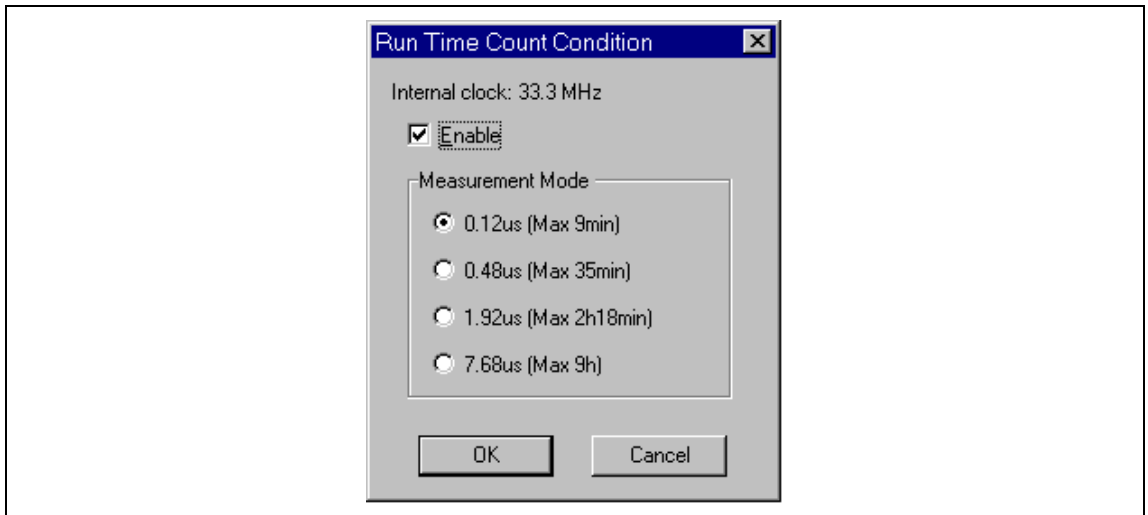 Run Time Count Condition
Internal clock: 33.3 MHz
Enable
Measurement Mode
0.12us (Max 9min)
0.48us (Max 35min)
1.92us (Max 2h18min)
7.68us (Max 9h)
OK
Cancel